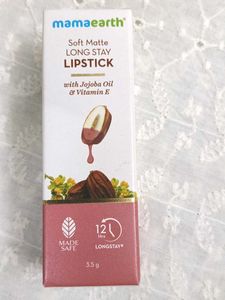 mamaearth
Soft Matte
LONG STAY
LIPSTICK
with Jojoba Oil
& Vitamin E
MADE
SAFE
12
Hrs
LONGSTAY*
3.5 g